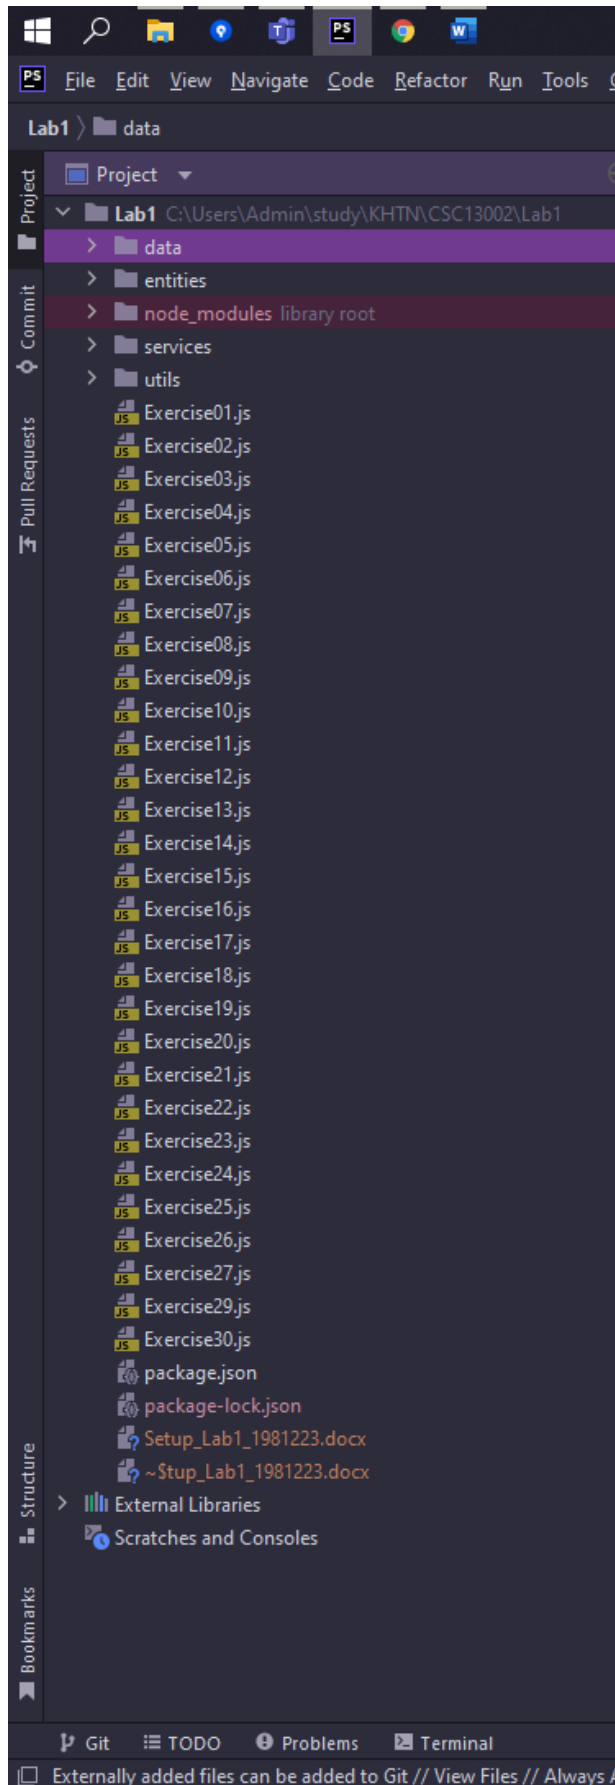 PS
W
PS File Edit View Navigate Code Refactor Run Tools
Lab1 〉 data
Project
Lab1 C:\Users\Admin\study\KHTN\CSC13002\Lab1
data
entities
node_modules library root
services
utils
Exercise01.js
Exercise02.js
Exercise03.js
Exercise04.js
Exercise05.js
Exercise06.js
Exercise07.js
Exercise08.js
Exercise09.js
Exercise10.js
Exercise11.js
Exercise12.js
Exercise13.js
Exercise14.js
Exercise15.js
Exercise16.js
Exercise17.js
Exercise18.js
Exercise19.js
Exercise20.js
Exercise21.js
Exercise22.js
Exercise23.js
Exercise24.js
Exercise25.js
Exercise26.js
Exercise27.js
Exercise29.js
Exercise30.js
package.json
package-lock.json
Setup_Lab1_1981223.docx
~$tup_Lab1_1981223.docx
External Libraries
Scratches and Consoles
Project
Commit
Pull Requests
Structure
Bookmarks
Git TODO Problems Terminal
Externally added files can be added to Git // View Files // Always